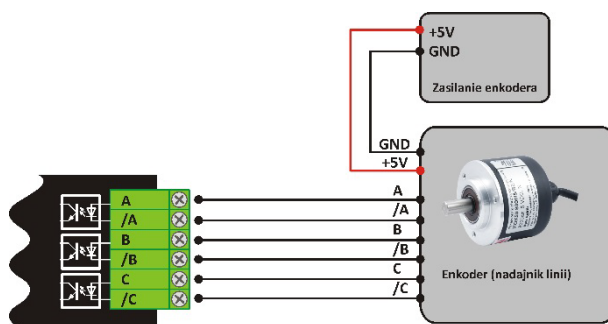 +5V
GND
Zasilanie enkodera
GND
+5V
A
/A
B
/B
C
/C
A
/A
B
/B
C
/C
Enkoder (nadajnik linii)